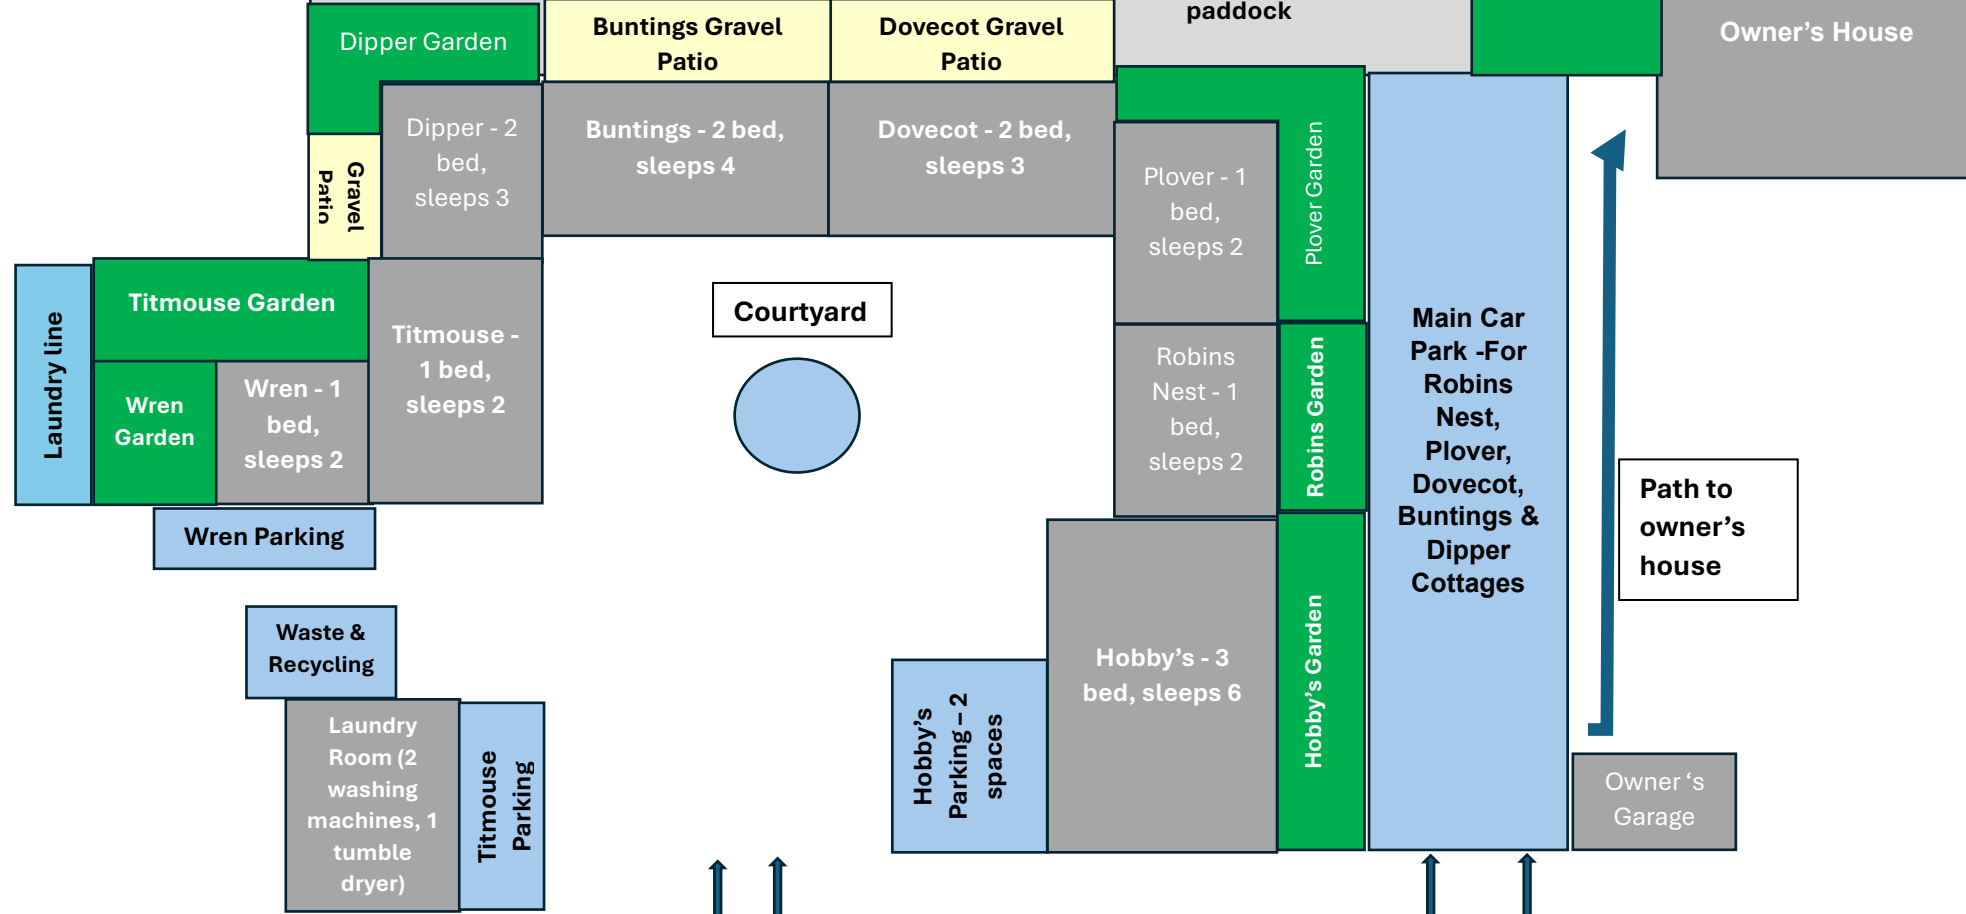 paddock
Dipper Garden
Buntings Gravel
Patio
Dovecot Gravel
Patio
Owner’s House
Dipper - 2
bed,
sleeps 3
Buntings - 2 bed,
sleeps 4
Dovecot - 2 bed,
sleeps 3
Gravel
Patio
Plover - 1
bed,
sleeps 2
Plover Garden
Titmouse Garden
Laundry line
Titmouse -
1 bed,
sleeps 2
Courtyard
Wren
Garden
Wren - 1
bed,
sleeps 2
Robins
Nest - 1
bed,
sleeps 2
Robins Garden
Main Car
Park -For
Robins
Nest,
Plover,
Dovecot,
Buntings &
Dipper
Cottages
Path to
owner’s
house
Wren Parking
Waste &
Recycling
Hobby’s - 3
bed, sleeps 6
Hobby’s Garden
Hobby’s
Parking – 2
spaces
Laundry
Room (2
washing
machines, 1
tumble
dryer)
Titmouse
Parking
Owner ‘s
Garage